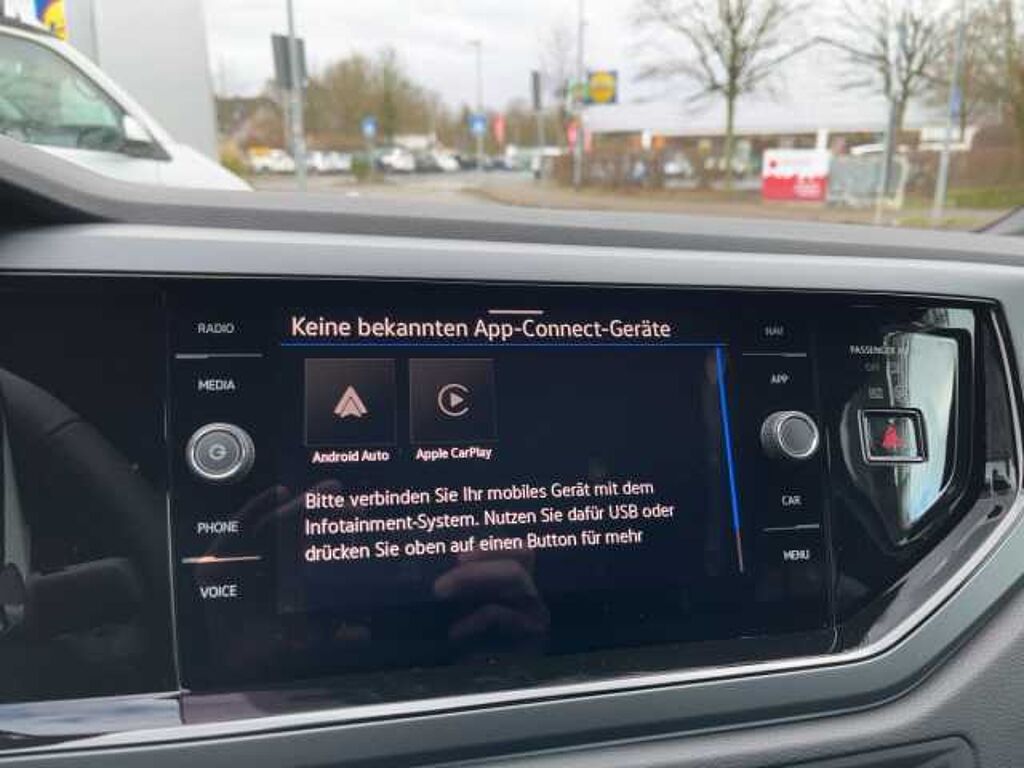 RADIO
MEDIA
PHONE
VOICE
Keine bekannten App-Connect-Geräte
Android Auto
Apple CarPlay
Bitte verbinden Sie Ihr mobiles Gerät mit dem
Infotainment-System. Nutzen Sie dafür USB oder
drücken Sie oben auf einen Button für mehr
NAV
APP
CAR
MENU
PASSENGER